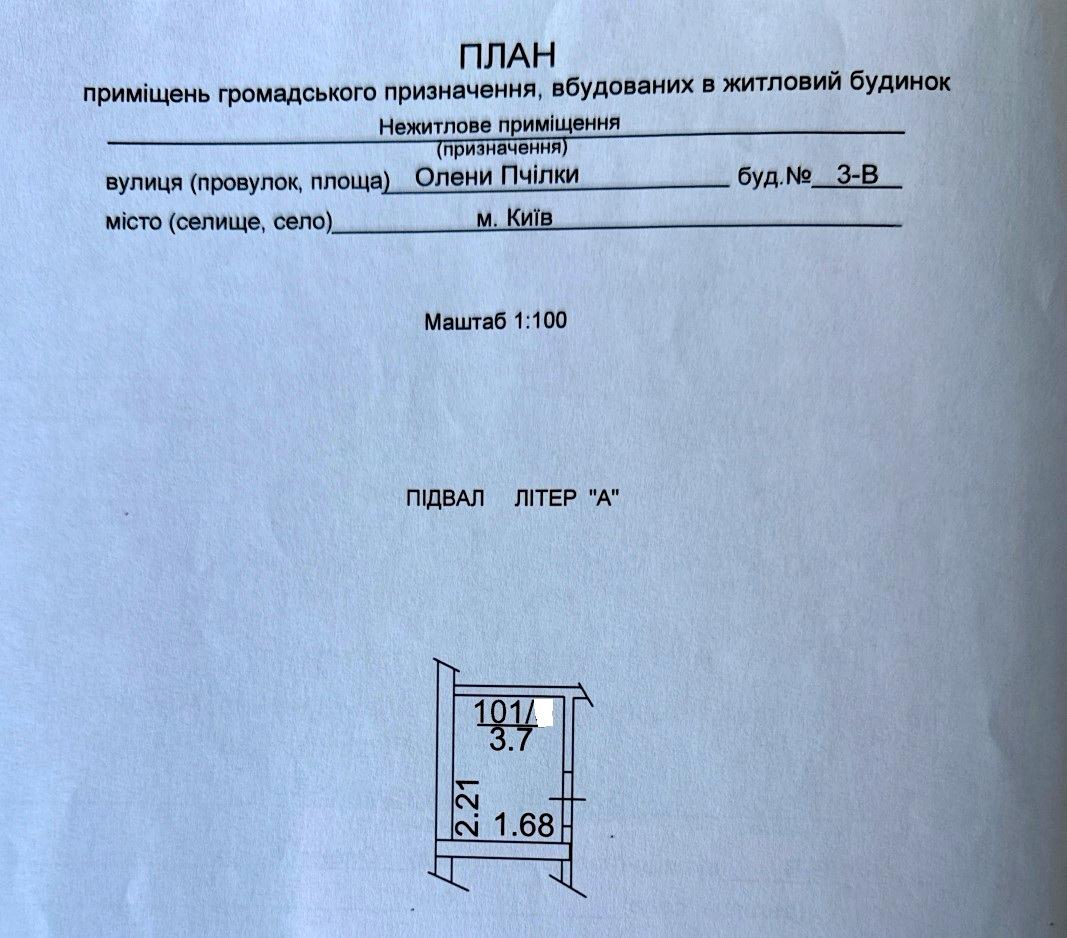 ПЛАН
приміщень громадського призначення, вбудованих в житловий будинок
Нежитлове приміщення
(призначення)
вулиця (провулок, площа) Олени Пчілки буд.№ 3-В
місто (селище, село) м. Київ
Маштаб 1:100
ПІДВАЛ ЛІТЕР "А"
101/
3.7
2.21
1.68